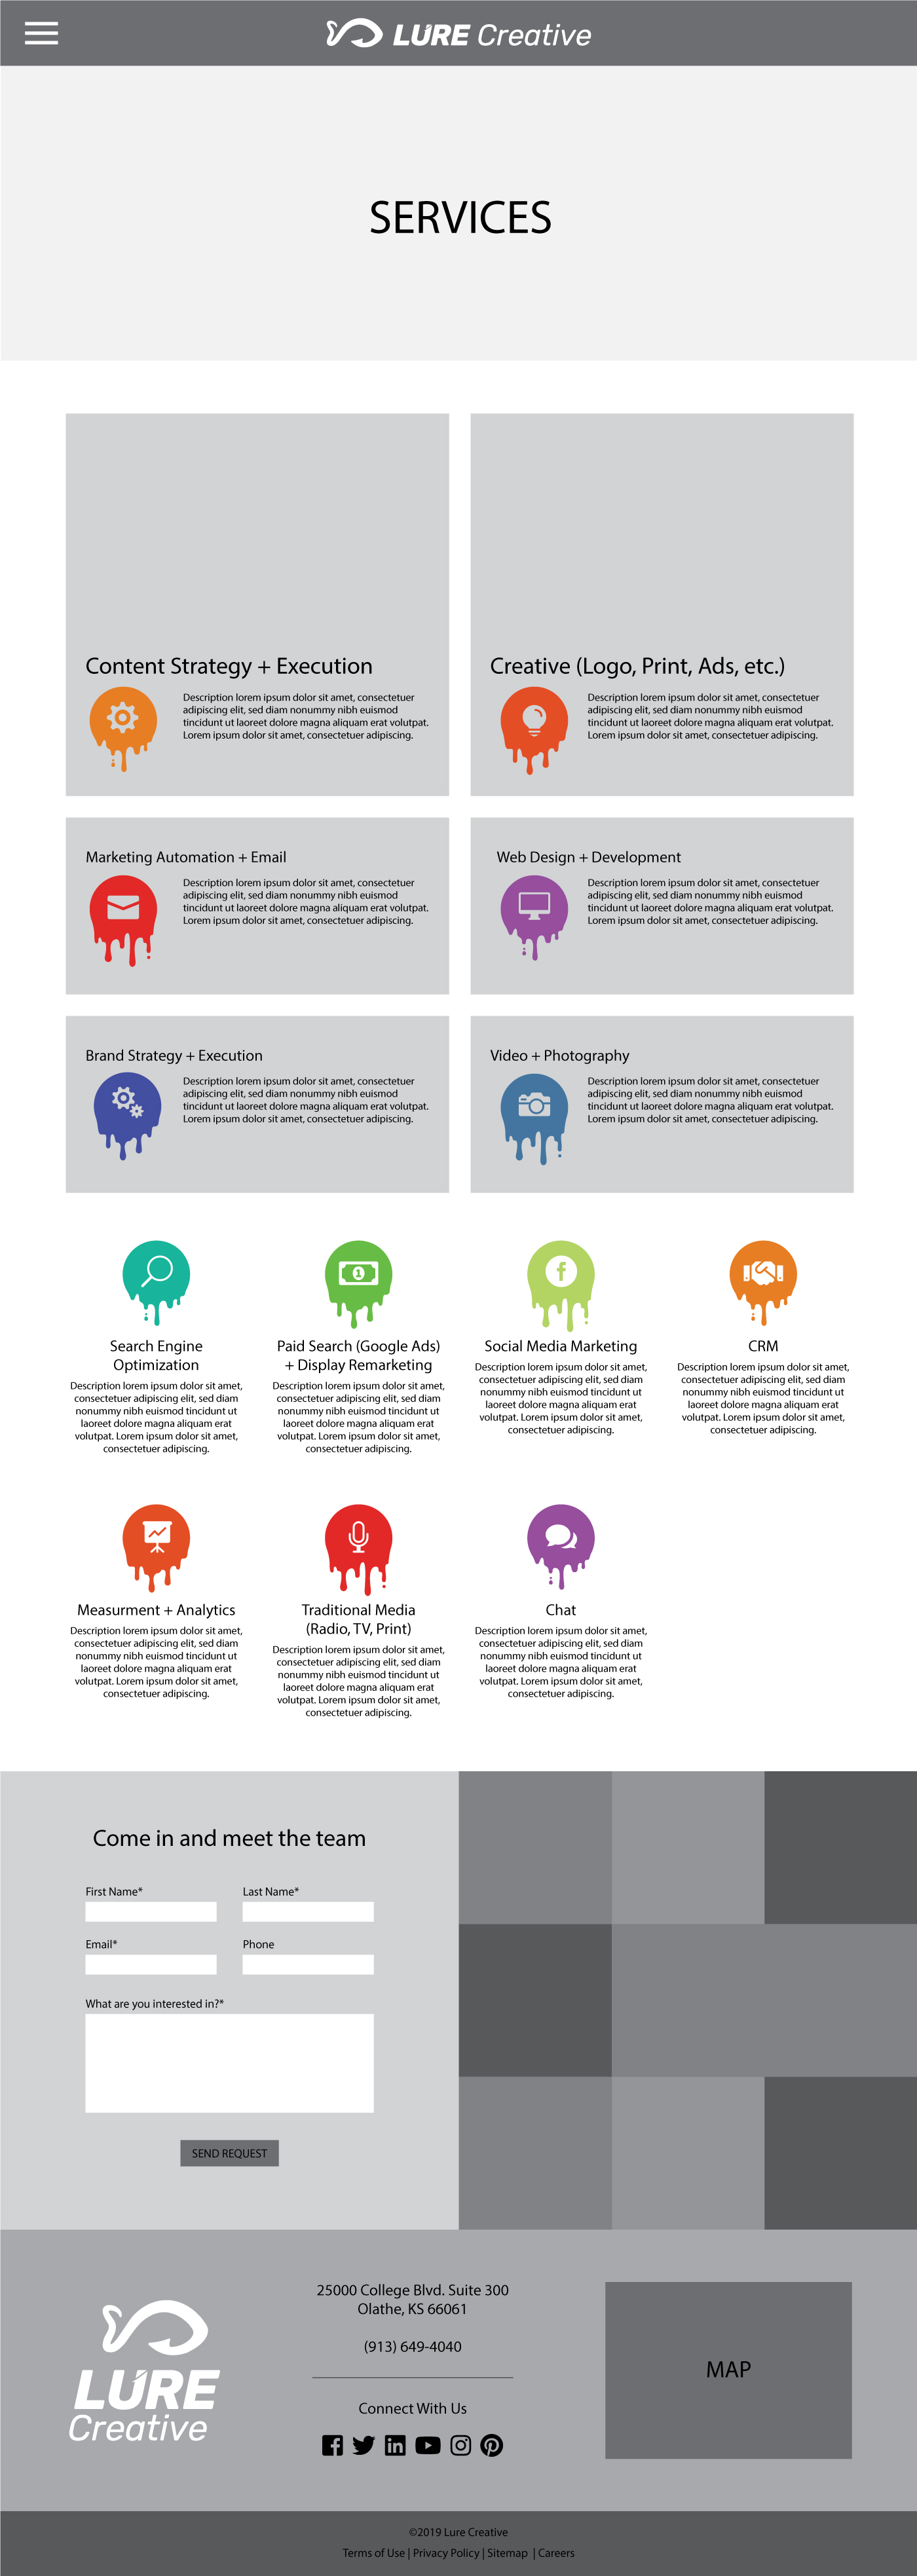 LURE Creative
SERVICES
Content Strategy + Execution
Description lorem ipsum dolor sit amet, consectetuer
adipiscing elit, sed diam nonummy nibh euismod
tincidunt ut laoreet dolore magna aliquam erat volutpat.
Lorem ipsum dolor sit amet, consectetuer adipiscing.
Creative (Logo, Print, Ads, etc.)
Description lorem ipsum dolor sit amet, consectetuer
adipiscing elit, sed diam nonummy nibh euismod
tincidunt ut laoreet dolore magna aliquam erat volutpat.
Lorem ipsum dolor sit amet, consectetuer adipiscing.
Marketing Automation + Email
Description lorem ipsum dolor sit amet, consectetuer
adipiscing elit, sed diam nonummy nibh euismod
tincidunt ut laoreet dolore magna aliquam erat volutpat.
Lorem ipsum dolor sit amet, consectetuer adipiscing.
Web Design + Development
Description lorem ipsum dolor sit amet, consectetuer
adipiscing elit, sed diam nonummy nibh euismod
tincidunt ut laoreet dolore magna aliquam erat volutpat.
Lorem ipsum dolor sit amet, consectetuer adipiscing.
Brand Strategy + Execution
Description lorem ipsum dolor sit amet, consectetuer
adipiscing elit, sed diam nonummy nibh euismod
tincidunt ut laoreet dolore magna aliquam erat volutpat.
Lorem ipsum dolor sit amet, consectetuer adipiscing.
Video + Photography
Description lorem ipsum dolor sit amet, consectetuer
adipiscing elit, sed diam nonummy nibh euismod
tincidunt ut laoreet dolore magna aliquam erat volutpat.
Lorem ipsum dolor sit amet, consectetuer adipiscing.
Search Engine
Optimization
Description lorem ipsum dolor sit amet,
consectetuer adipiscing elit, sed diam
nonummy nibh euismod tincidunt ut
laoreet dolore magna aliquam erat
volutpat. Lorem ipsum dolor sit amet,
consectetuer adipiscing.
1
Paid Search (Google Ads)
+ Display Remarketing
Description lorem ipsum dolor sit amet,
consectetuer adipiscing elit, sed diam
nonummy nibh euismod tincidunt ut
laoreet dolore magna aliquam erat
volutpat. Lorem ipsum dolor sit amet,
consectetuer adipiscing.
Social Media Marketing
Description lorem ipsum dolor sit amet,
consectetuer adipiscing elit, sed diam
nonummy nibh euismod tincidunt ut
laoreet dolore magna aliquam erat
volutpat. Lorem ipsum dolor sit amet,
consectetuer adipiscing.
CRM
Description lorem ipsum dolor sit amet,
consectetuer adipiscing elit, sed diam
nonummy nibh euismod tincidunt ut
laoreet dolore magna aliquam erat
volutpat. Lorem ipsum dolor sit amet,
consectetuer adipiscing.
Measurment + Analytics
Description lorem ipsum dolor sit amet,
consectetuer adipiscing elit, sed diam
nonummy nibh euismod tincidunt ut
laoreet dolore magna aliquam erat
volutpat. Lorem ipsum dolor sit amet,
consectetuer adipiscing.
Traditional Media
(Radio, TV, Print)
Description lorem ipsum dolor sit amet,
consectetuer adipiscing elit, sed diam
nonummy nibh euismod tincidunt ut
laoreet dolore magna aliquam erat
volutpat. Lorem ipsum dolor sit amet,
consectetuer adipiscing.
Chat
Description lorem ipsum dolor sit amet,
consectetuer adipiscing elit, sed diam
nonummy nibh euismod tincidunt ut
laoreet dolore magna aliquam erat
volutpat. Lorem ipsum dolor sit amet,
consectetuer adipiscing.
Come in and meet the team
First Name*
Last Name*
Email*
Phone
What are you interested in?*
SEND REQUEST
LURE
Creative
25000 College Blvd. Suite 300
Olathe, KS 66061
(913) 649-4040
Connect With Us
MAP
©2019 Lure Creative
Terms of Use | Privacy Policy | Sitemap | Careers